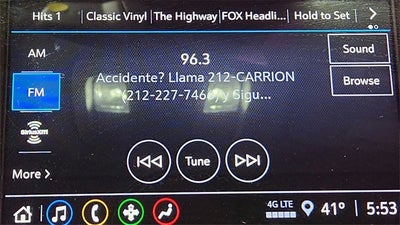 Hits 1 | Classic Vinyl | The Highway | FOX Headli... | Hold to Set
AM
96.3
Sound
Accidente? Llama 212-CARRION
FM
(212-227-7466) y Sigu...
Browse
SiriusXM
Tune
More >
4G LTE 41° 5:53